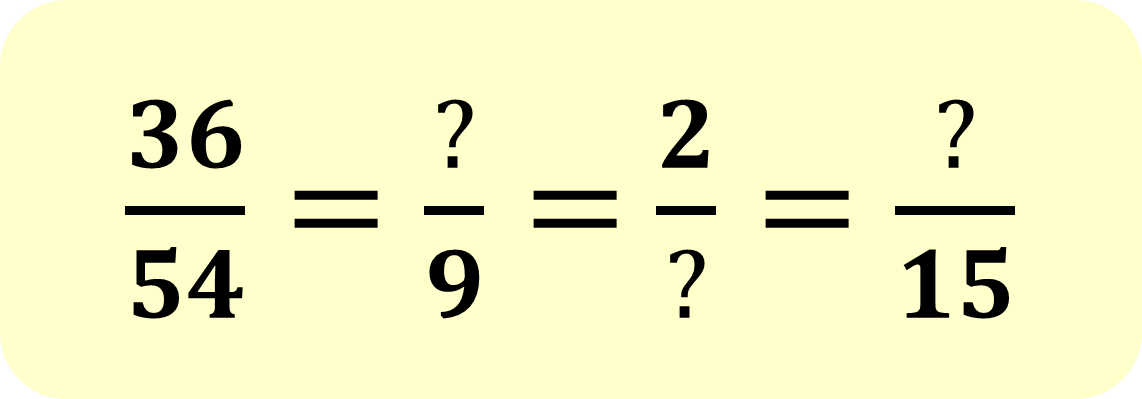 36/54 = ?/9 = 2/? = ?/15